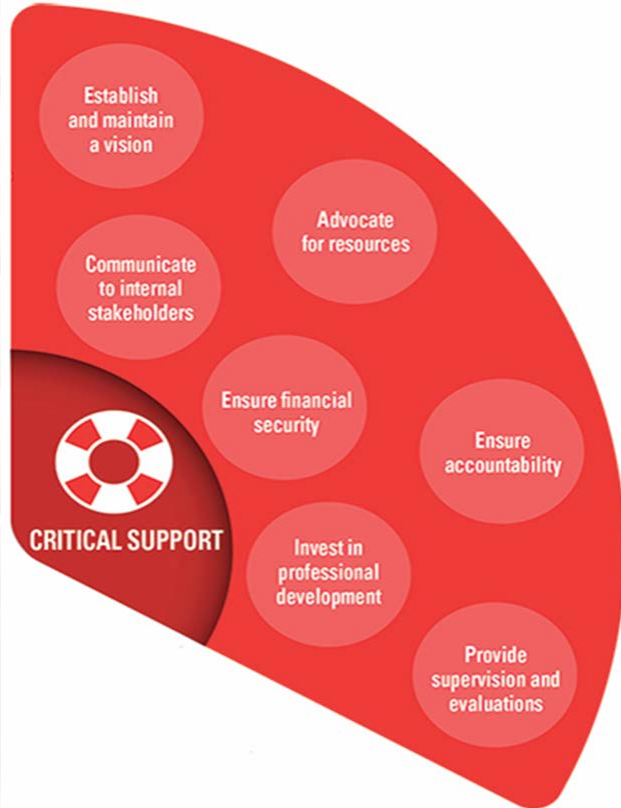 Establish
and maintain
a vision
Advocate
for resources
Communicate
to internal
stakeholders
Ensure financial
security
Ensure
accountability
CRITICAL SUPPORT
Invest in
professional
development
Provide
supervision and
evaluations